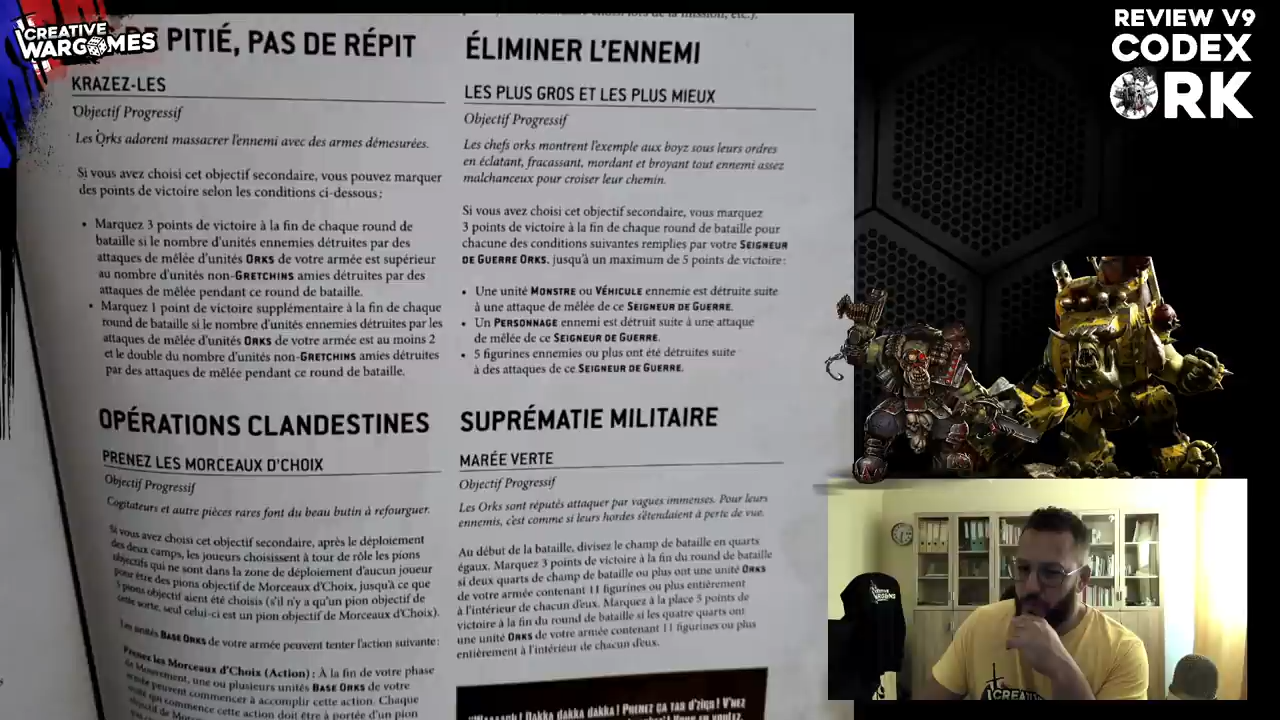 CREATIVE
WARGAMES
REVIEW V9
CODEX
ORK
PITIÉ, PAS DE RÉPIT
KRAZEZ-LES
Objectif Progressif
Les Orks adorent massacrer l'ennemi avec des armes démesurées.
Si vous avez choisi cet objectif secondaire, vous pouvez marquer
des points de victoire selon les conditions ci-dessous :
• Marquez 3 points de victoire à la fin de chaque round de
bataille si le nombre d'unités ennemies détruites par des
attaques de mêlée d'unités ORKS de votre armée est supérieur
au nombre d'unités non-GRETCHINS amies détruites par des
attaques de mêlée pendant ce round de bataille.
• Marquez 1 point de victoire supplémentaire à la fin de chaque
round de bataille si le nombre d'unités ennemies détruites par les
attaques de mêlée d'unités ORKS de votre armée est au moins 2
et le double du nombre d'unités non-GRETCHINS amies détruites
par des attaques de mêlée pendant ce round de bataille.
OPÉRATIONS CLANDESTINES
PRENEZ LES MORCEAUX D'CHOIX
Objectif Progressif
Cogitateurs et autre pièces rares font du beau butin à refourguer.
Si vous avez choisi cet objectif secondaire, après le déploiement
des deux camps, les joueurs choisissent à tour de rôle les pions
objectifs qui ne sont dans la zone de déploiement d'aucun joueur
pour être des pions objectif de Morceaux d'Choix, jusqu'à ce que
pions objectif aient été choisis (s'il n'y a qu'un pion objectif de
cette sorte, seul celui-ci est un pion objectif de Morceaux d'Choix).
Les unités BASE ORKS de votre armée peuvent tenter l'action suivante :
Prenez les Morceaux d'Choix (Action) : À la fin de votre phase
de Mouvement, une ou plusieurs unités BASE ORKS de votre
armée peuvent commencer à accomplir cette action. Chaque
unité qui commence cette action doit être à portée d'un pion
ÉLIMINER L'ENNEMI
LES PLUS GROS ET LES PLUS MIEUX
Objectif Progressif
Les chefs orks montrent l'exemple aux boyz sous leurs ordres
en éclatant, fracassant, mordant et broyant tout ennemi assez
malchanceux pour croiser leur chemin.
Si vous avez choisi cet objectif secondaire, vous marquez
3 points de victoire à la fin de chaque round de bataille pour
chacune des conditions suivantes remplies par votre SEIGNEUR
DE GUERRE ORKS, jusqu'à un maximum de 5 points de victoire :
• Une unité MONSTRE ou VÉHICULE ennemie est détruite suite
à une attaque de mêlée de ce SEIGNEUR DE GUERRE.
• Un PERSONNAGE ennemi est détruit suite à une attaque
de mêlée de ce SEIGNEUR DE GUERRE.
• 5 figurines ennemies ou plus ont été détruites suite
à des attaques de ce SEIGNEUR DE GUERRE.
SUPRÉMATIE MILITAIRE
MARÉE VERTE
Objectif Progressif
Les Orks sont réputés attaquer par vagues immenses. Pour leurs
ennemis, c'est comme si leurs hordes s'étendaient à perte de vue.
Au début de la bataille, divisez le champ de bataille en quarts
égaux. Marquez 3 points de victoire à la fin du round de bataille
si deux quarts de champ de bataille ou plus ont une unité ORKS
de votre armée contenant 11 figurines ou plus entièrement
à l'intérieur de chacun d'eux. Marquez à la place 5 points de
victoire à la fin du round de bataille si les quatre quarts ont
une unité ORKS de votre armée contenant 11 figurines ou plus
entièrement à l'intérieur de chacun d'eux.